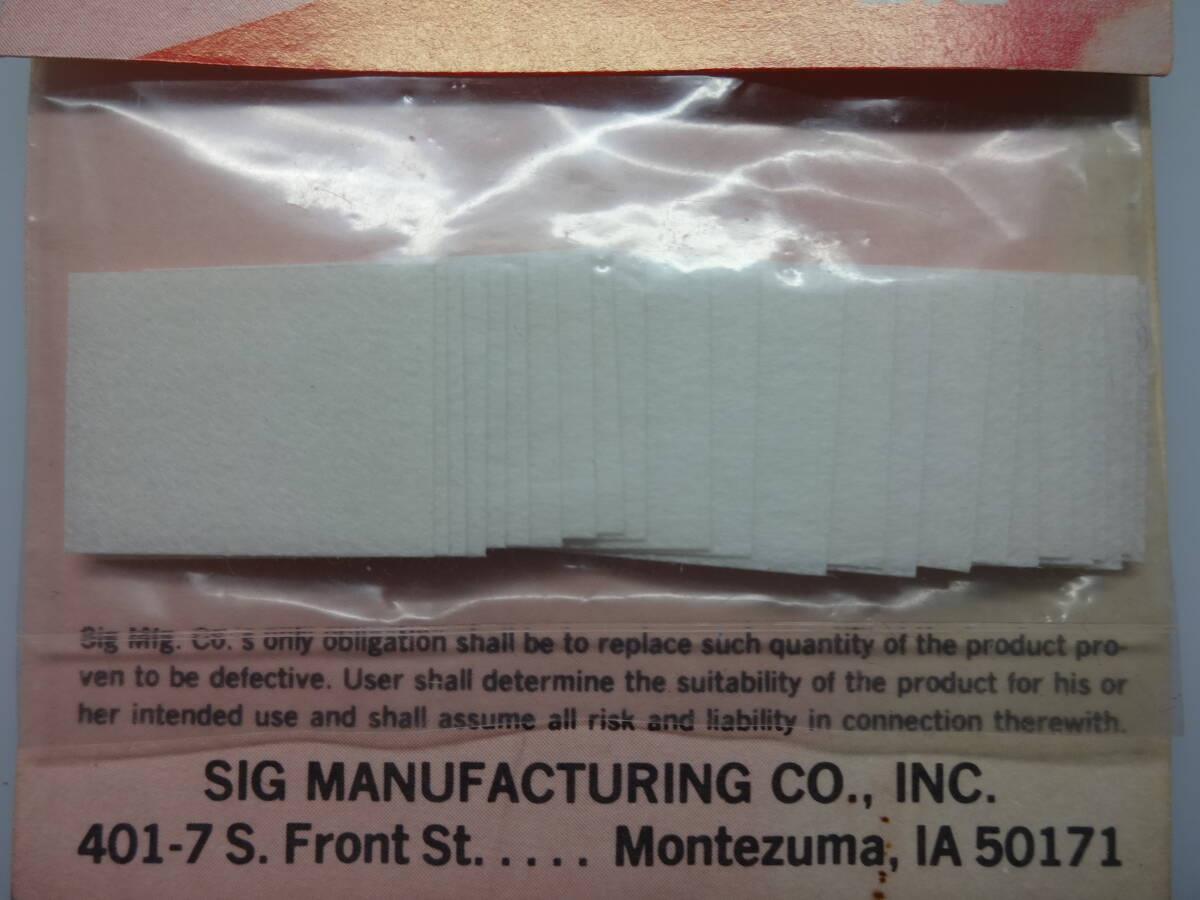 Sig Mfg. Co.'s only obligation shall be to replace such quantity of the product pro-
ven to be defective. User shall determine the suitability of the product for his or
her intended use and shall assume all risk and liability in connection therewith.
SIG MANUFACTURING CO., INC.
401-7 S. Front St. . . . . Montezuma, IA 50171